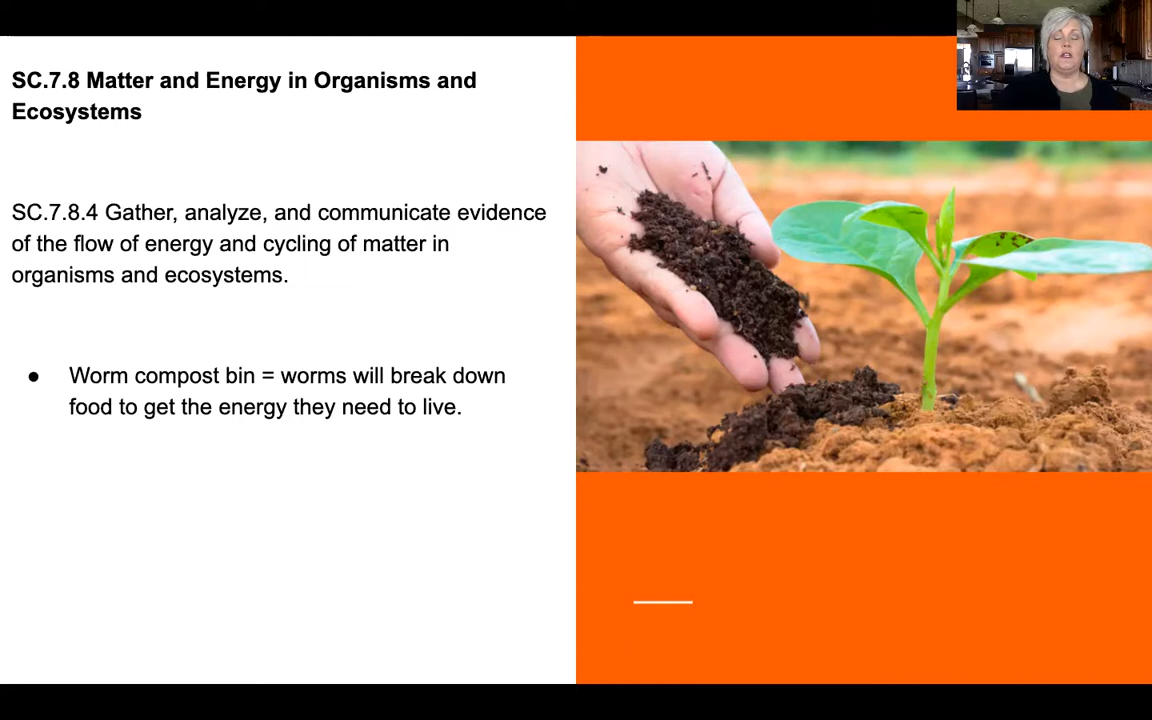 SC.7.8 Matter and Energy in Organisms and
Ecosystems
SC.7.8.4 Gather, analyze, and communicate evidence
of the flow of energy and cycling of matter in
organisms and ecosystems.
● Worm compost bin = worms will break down
food to get the energy they need to live.